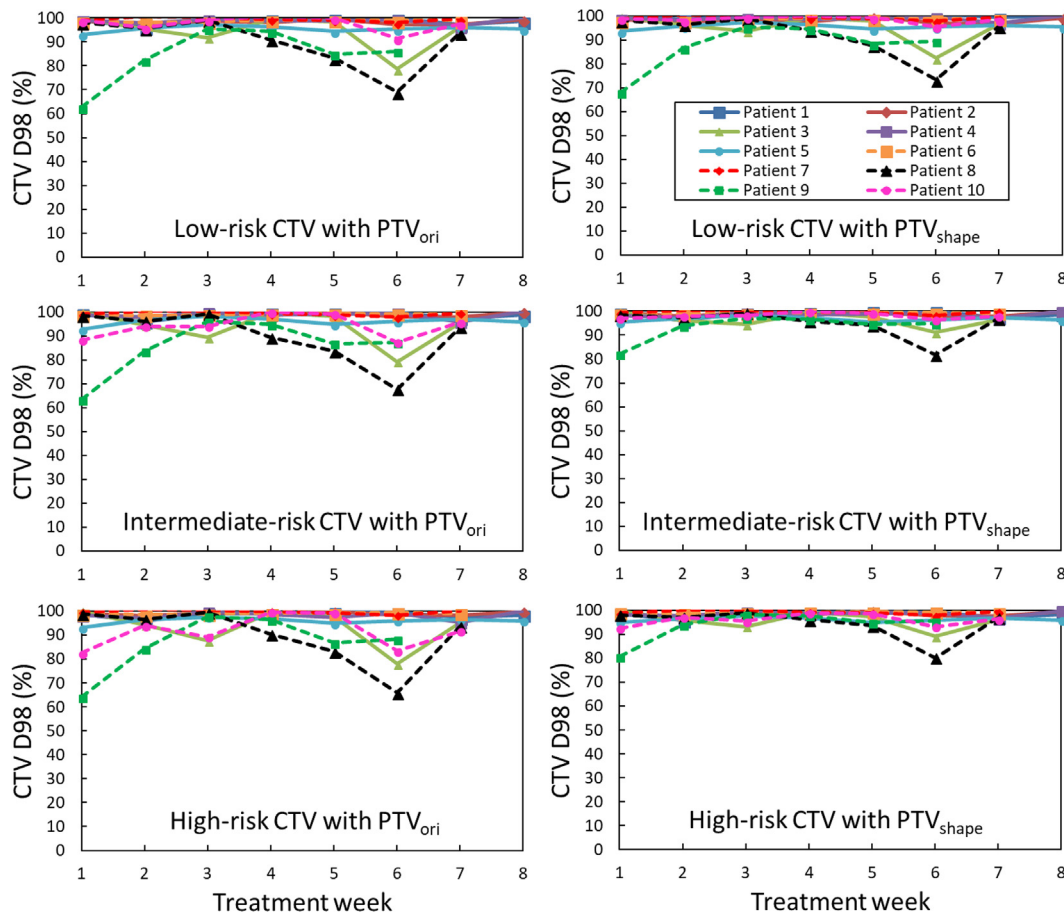 CTV D98 (%)
100
90
80
70
60
50
40
30
20
10
0
Low-risk CTV with PTVori
1 2 3 4 5 6 7 8
CTV D98 (%)
100
90
80
70
60
50
40
30
20
10
0
Patient 1 Patient 2
Patient 3 Patient 4
Patient 5 Patient 6
Patient 7 Patient 8
Patient 9 Patient 10
Low-risk CTV with PTVshape
1 2 3 4 5 6 7 8
CTV D98 (%)
100
90
80
70
60
50
40
30
20
10
0
Intermediate-risk CTV with PTVori
1 2 3 4 5 6 7 8
CTV D98 (%)
100
90
80
70
60
50
40
30
20
10
0
Intermediate-risk CTV with PTVshape
1 2 3 4 5 6 7 8
CTV D98 (%)
100
90
80
70
60
50
40
30
20
10
0
High-risk CTV with PTVori
1 2 3 4 5 6 7 8
Treatment week
CTV D98 (%)
100
90
80
70
60
50
40
30
20
10
0
High-risk CTV with PTVshape
1 2 3 4 5 6 7 8
Treatment week